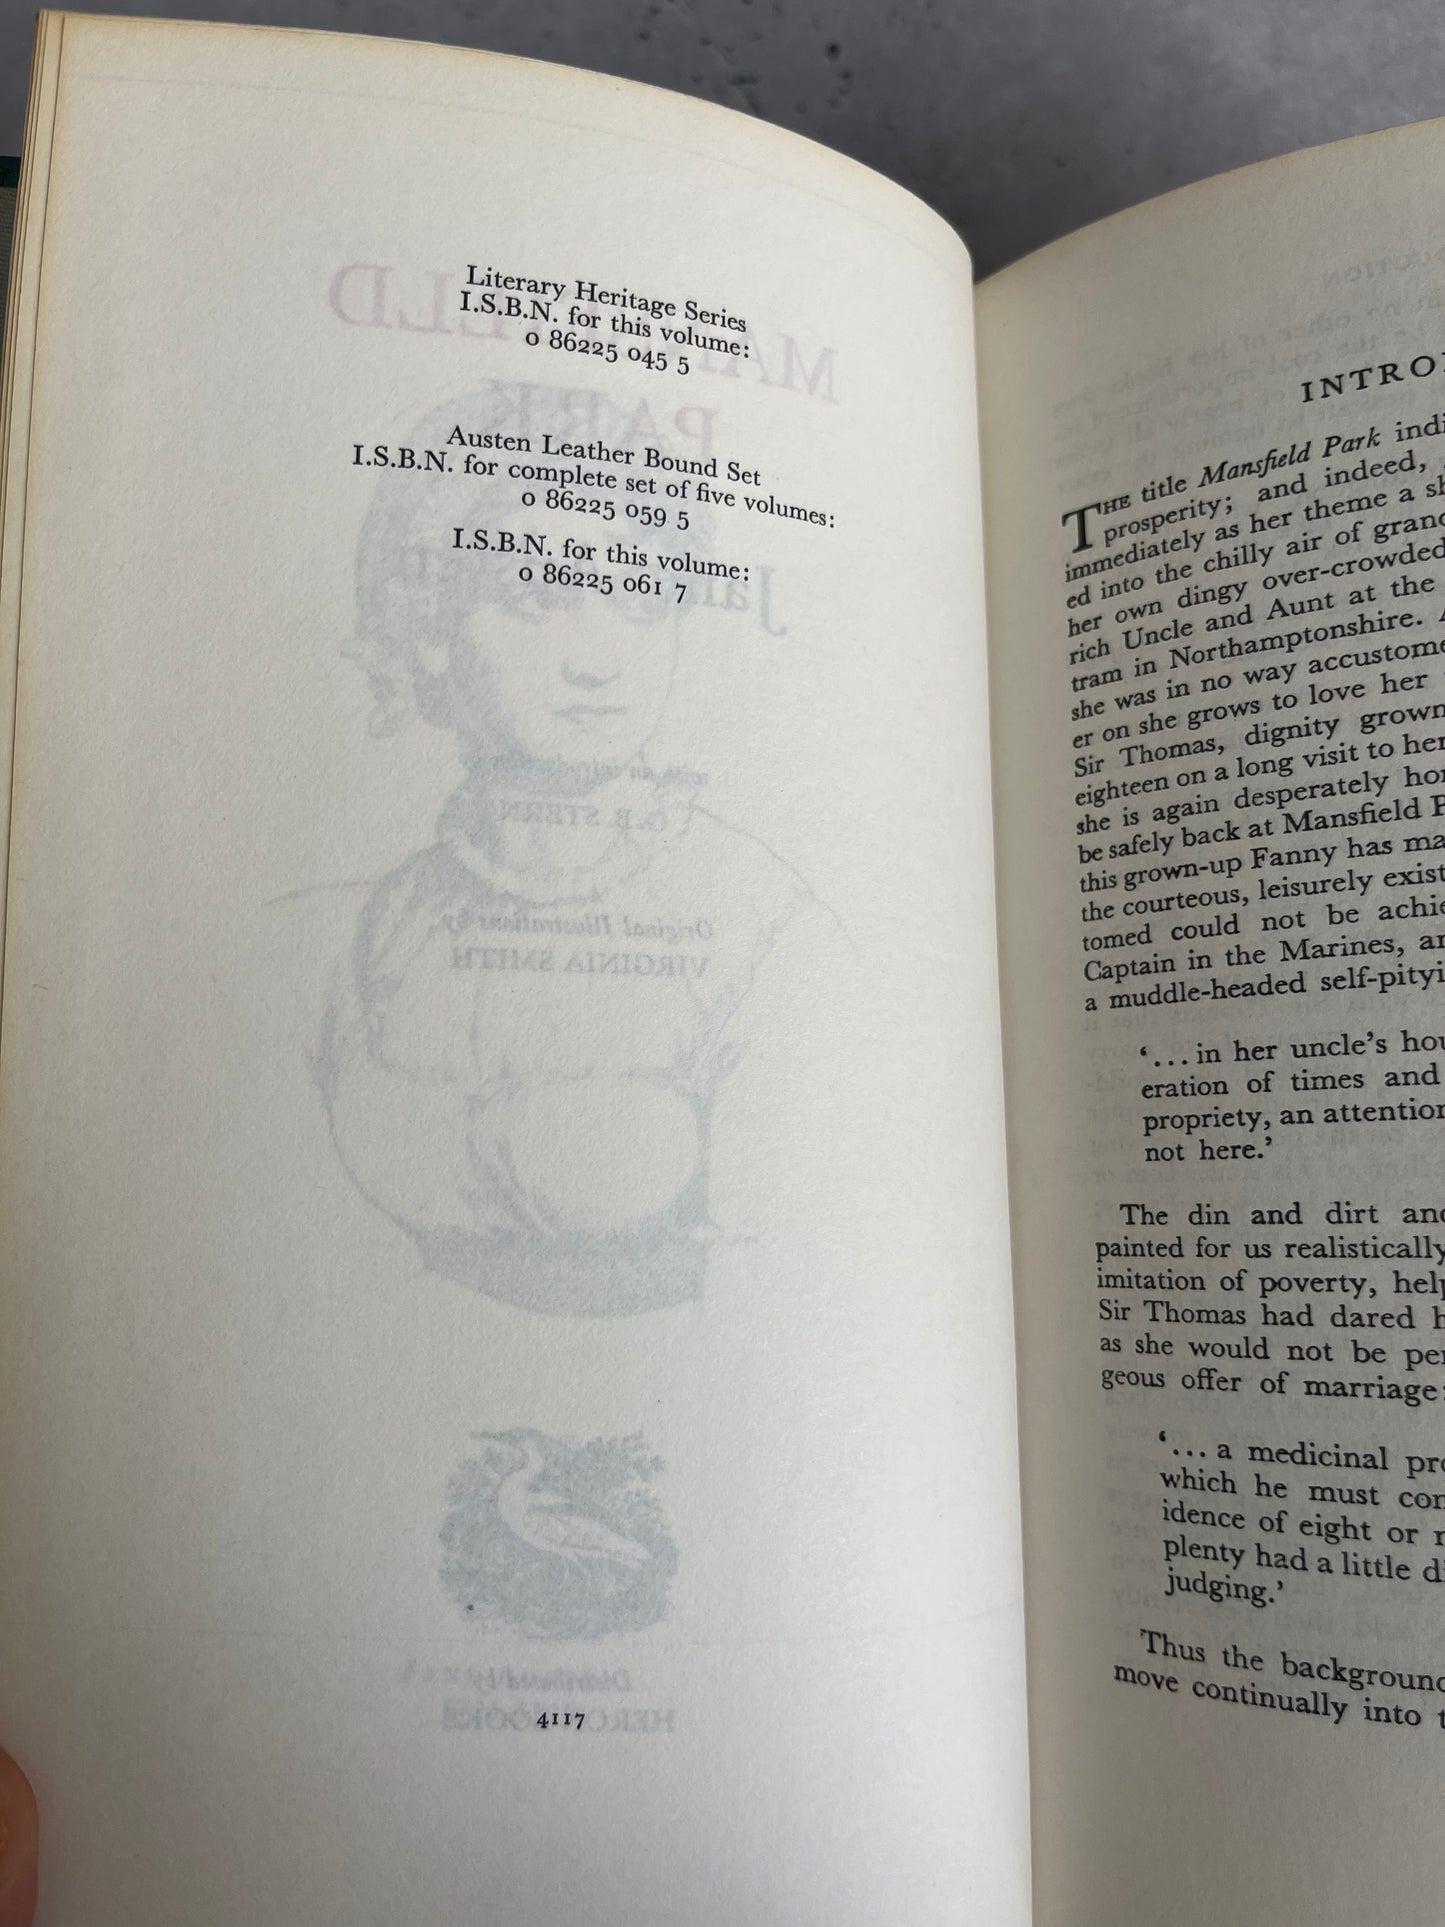 Literary Heritage Series
I.S.B.N. for this volume:
0 86225 045 5
Austen Leather Bound Set
I.S.B.N. for complete set of five volumes:
0 86225 059 5
I.S.B.N. for this volume:
0 86225 061 7
4117
INTRO
THE title Mansfield Park indi
prosperity; and indeed,
immediately as her theme a sh
ed into the chilly air of grand
her own dingy over-crowded
rich Uncle and Aunt at the
tram in Northamptonshire.
she was in no way accustome
er on she grows to love her
Sir Thomas, dignity grown
eighteen on a long visit to her
she is again desperately ho
be safely back at Mansfield P
this grown-up Fanny has ma
the courteous, leisurely exist
tomed could not be achie
Captain in the Marines, an
a muddle-headed self-pityi
‘... in her uncle’s hou
eration of times and
propriety, an attention
not here.’
The din and dirt and
painted for us realistically
imitation of poverty, help
Sir Thomas had dared h
as she would not be per
geous offer of marriage:
‘... a medicinal pro
which he must con
idence of eight or n
plenty had a little di
judging.’
Thus the background
move continually into t